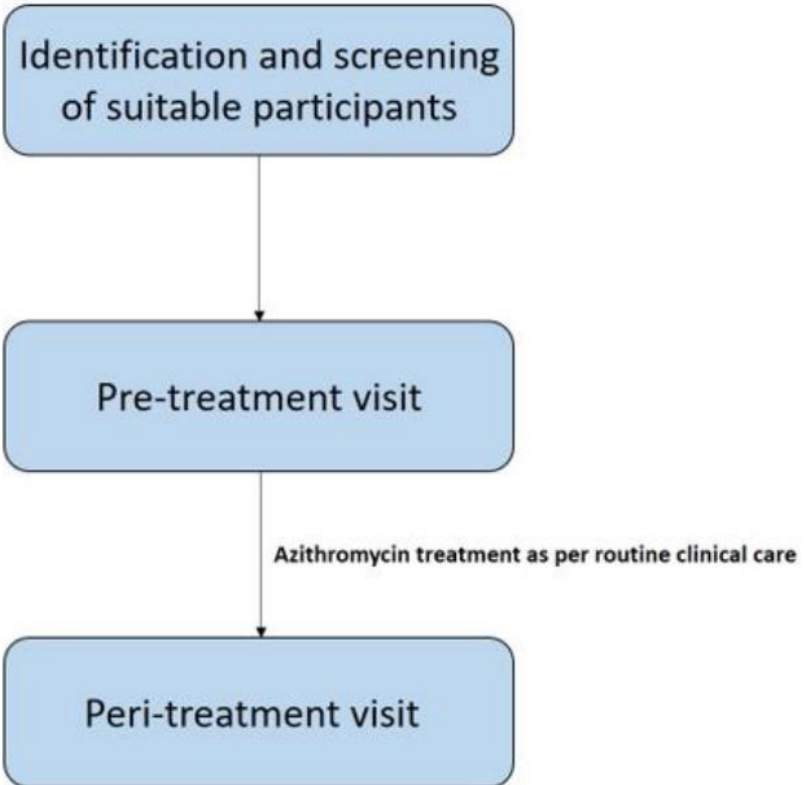 Identification and screening
of suitable participants
Pre-treatment visit
Azithromycin treatment as per routine clinical care
Peri-treatment visit